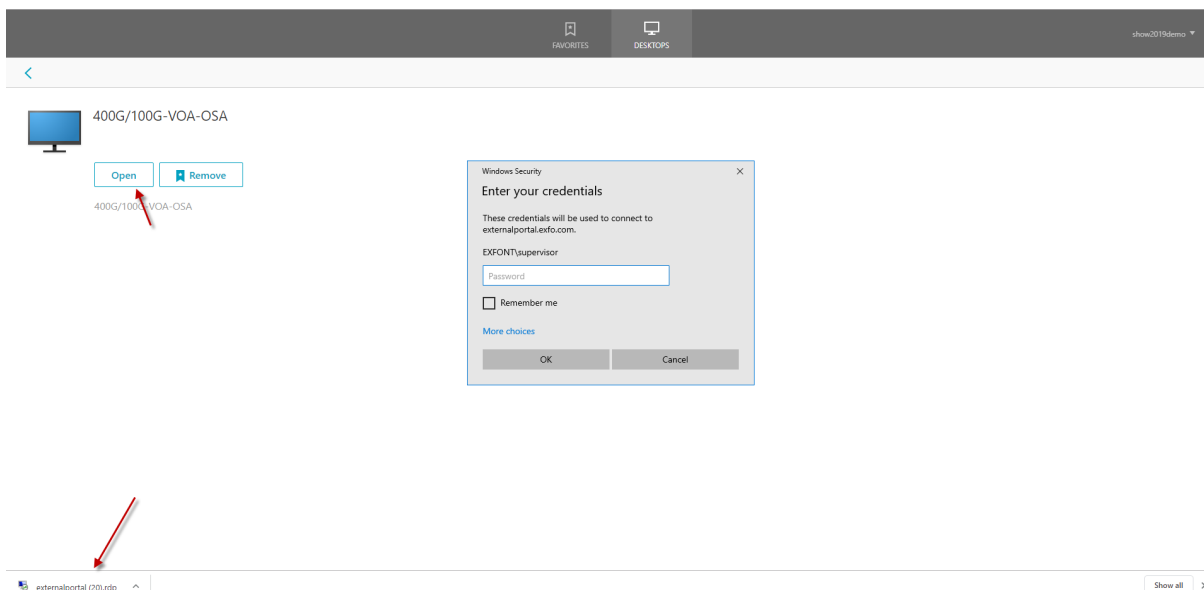 FAVORITES
DESKTOPS
show2019demo
400G/100G-VOA-OSA
Open
Remove
400G/100G-VOA-OSA
Windows Security
Enter your credentials
These credentials will be used to connect to
externalportal.exfo.com.
EXFONT\supervisor
Password
Remember me
More choices
OK
Cancel
externalportal (20).rdp
Show all